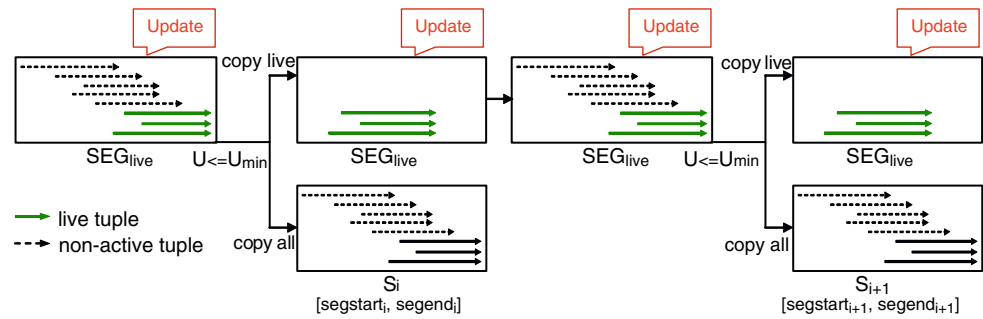 Update
Update
Update
Update
copy live
copy live
SEGlive
U<=Umin
SEGlive
SEGlive
U<=Umin
SEGlive
live tuple
non-active tuple
copy all
copy all
Si
Si+1
[segstarti, segendi]
[segstarti+1, segendi+1]